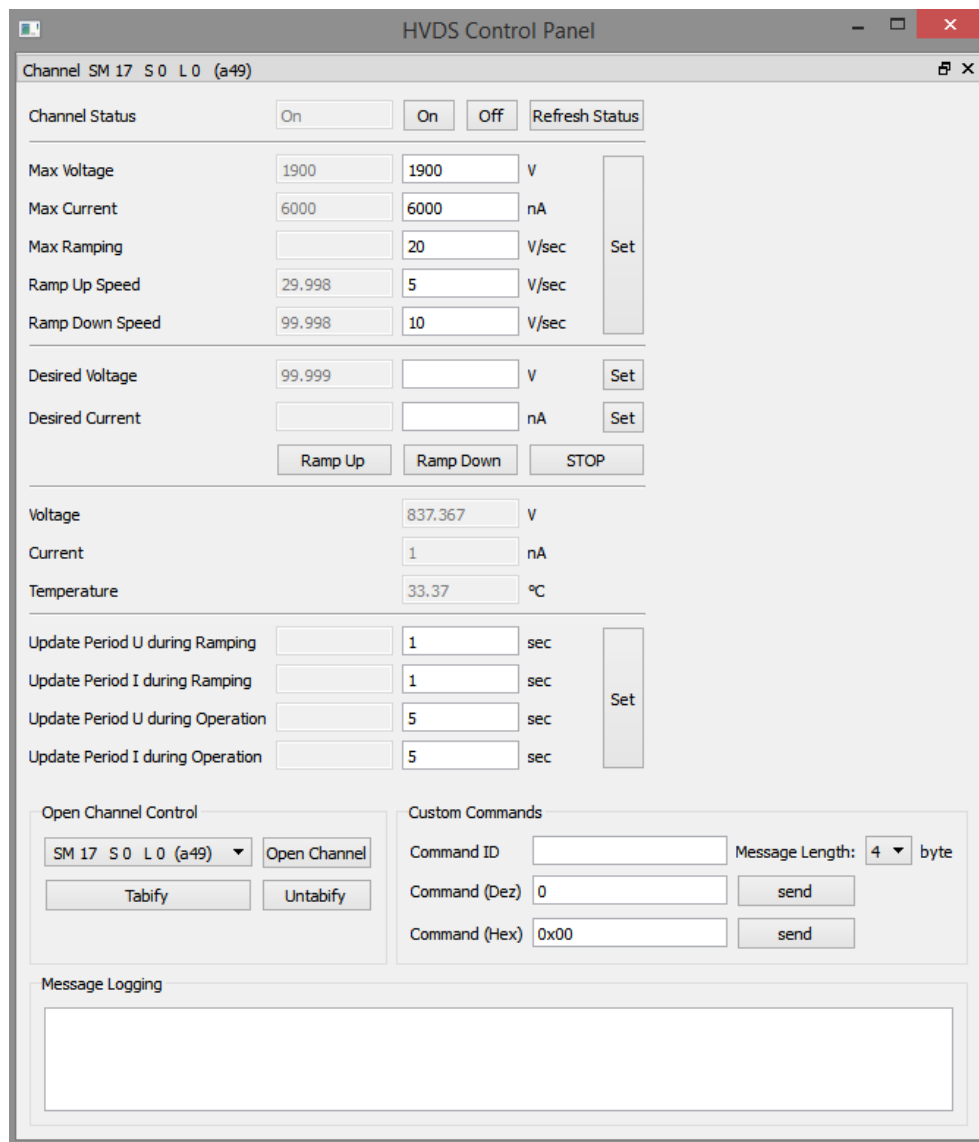 HVDS Control Panel
Channel SM 17 S 0 L 0 (a49)
Channel Status On On Off Refresh Status
Max Voltage 1900 1900 V
Max Current 6000 6000 nA
Max Ramping 20 V/sec Set
Ramp Up Speed 29.998 5 V/sec
Ramp Down Speed 99.998 10 V/sec
Desired Voltage 99.999 V Set
Desired Current nA Set
Ramp Up Ramp Down STOP
Voltage 837.367 V
Current 1 nA
Temperature 33.37 ºC
Update Period U during Ramping 1 sec
Update Period I during Ramping 1 sec
Set
Update Period U during Operation 5 sec
Update Period I during Operation 5 sec
Open Channel Control
SM 17 S 0 L 0 (a49) Open Channel
Tabify Untabify
Custom Commands
Command ID Message Length: 4 byte
Command (Dez) 0 send
Command (Hex) 0x00 send
Message Logging